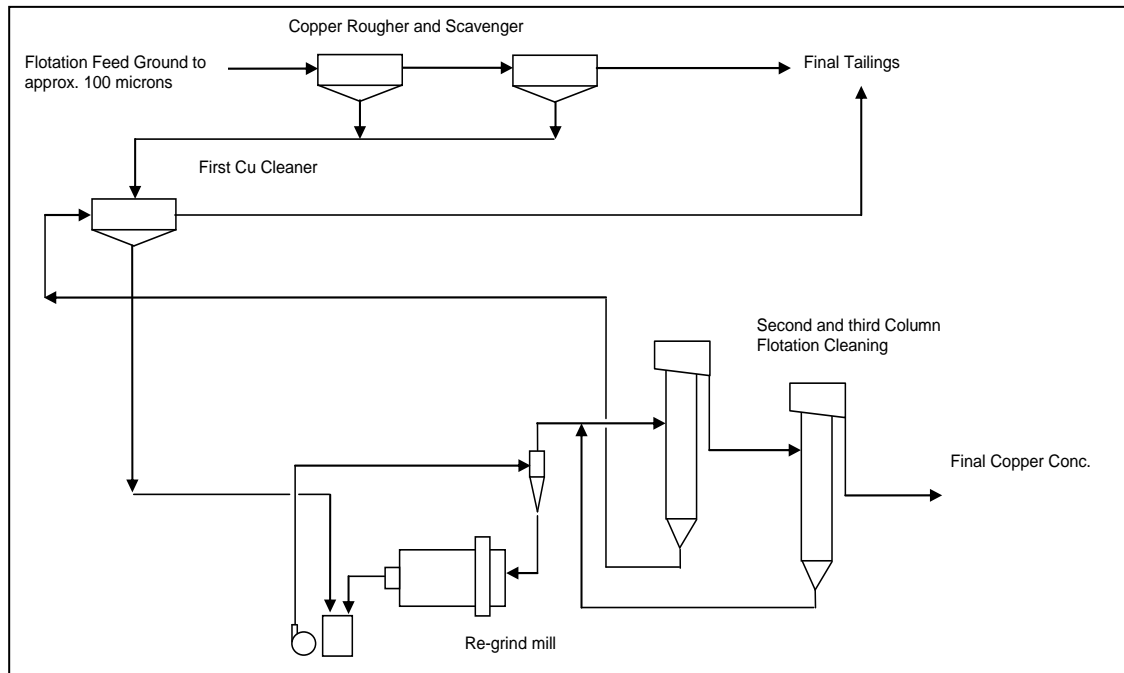 Copper Rougher and Scavenger
Flotation Feed Ground to
approx. 100 microns
Final Tailings
First Cu Cleaner
Second and third Column
Flotation Cleaning
Final Copper Conc.
Re-grind mill